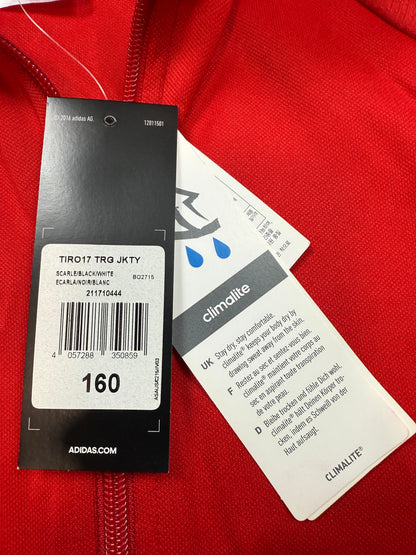 © 2016 adidas AG. 12011501
TIRO17 TRG JKTY
SCARLE/BLACK/WHITE BQ2715
ECARLA/NOIR/BLANC
211710444
4 057288 350859
160
ADIDAS.COM
climalite
UK Stay dry, stay comfortable.
climalite® keeps your body dry by
drawing sweat away from the skin.
F Restez au sec et sentez-vous bien.
climalite® maintient votre corps au
sec en aspirant toute transpiration
de votre peau.
D Bleibe trocken und fühle Dich wohl.
climalite® hält Deinen Körper tro-
cken, indem es Schweiß von der
Haut aufsaugt.
CLIMALITE®